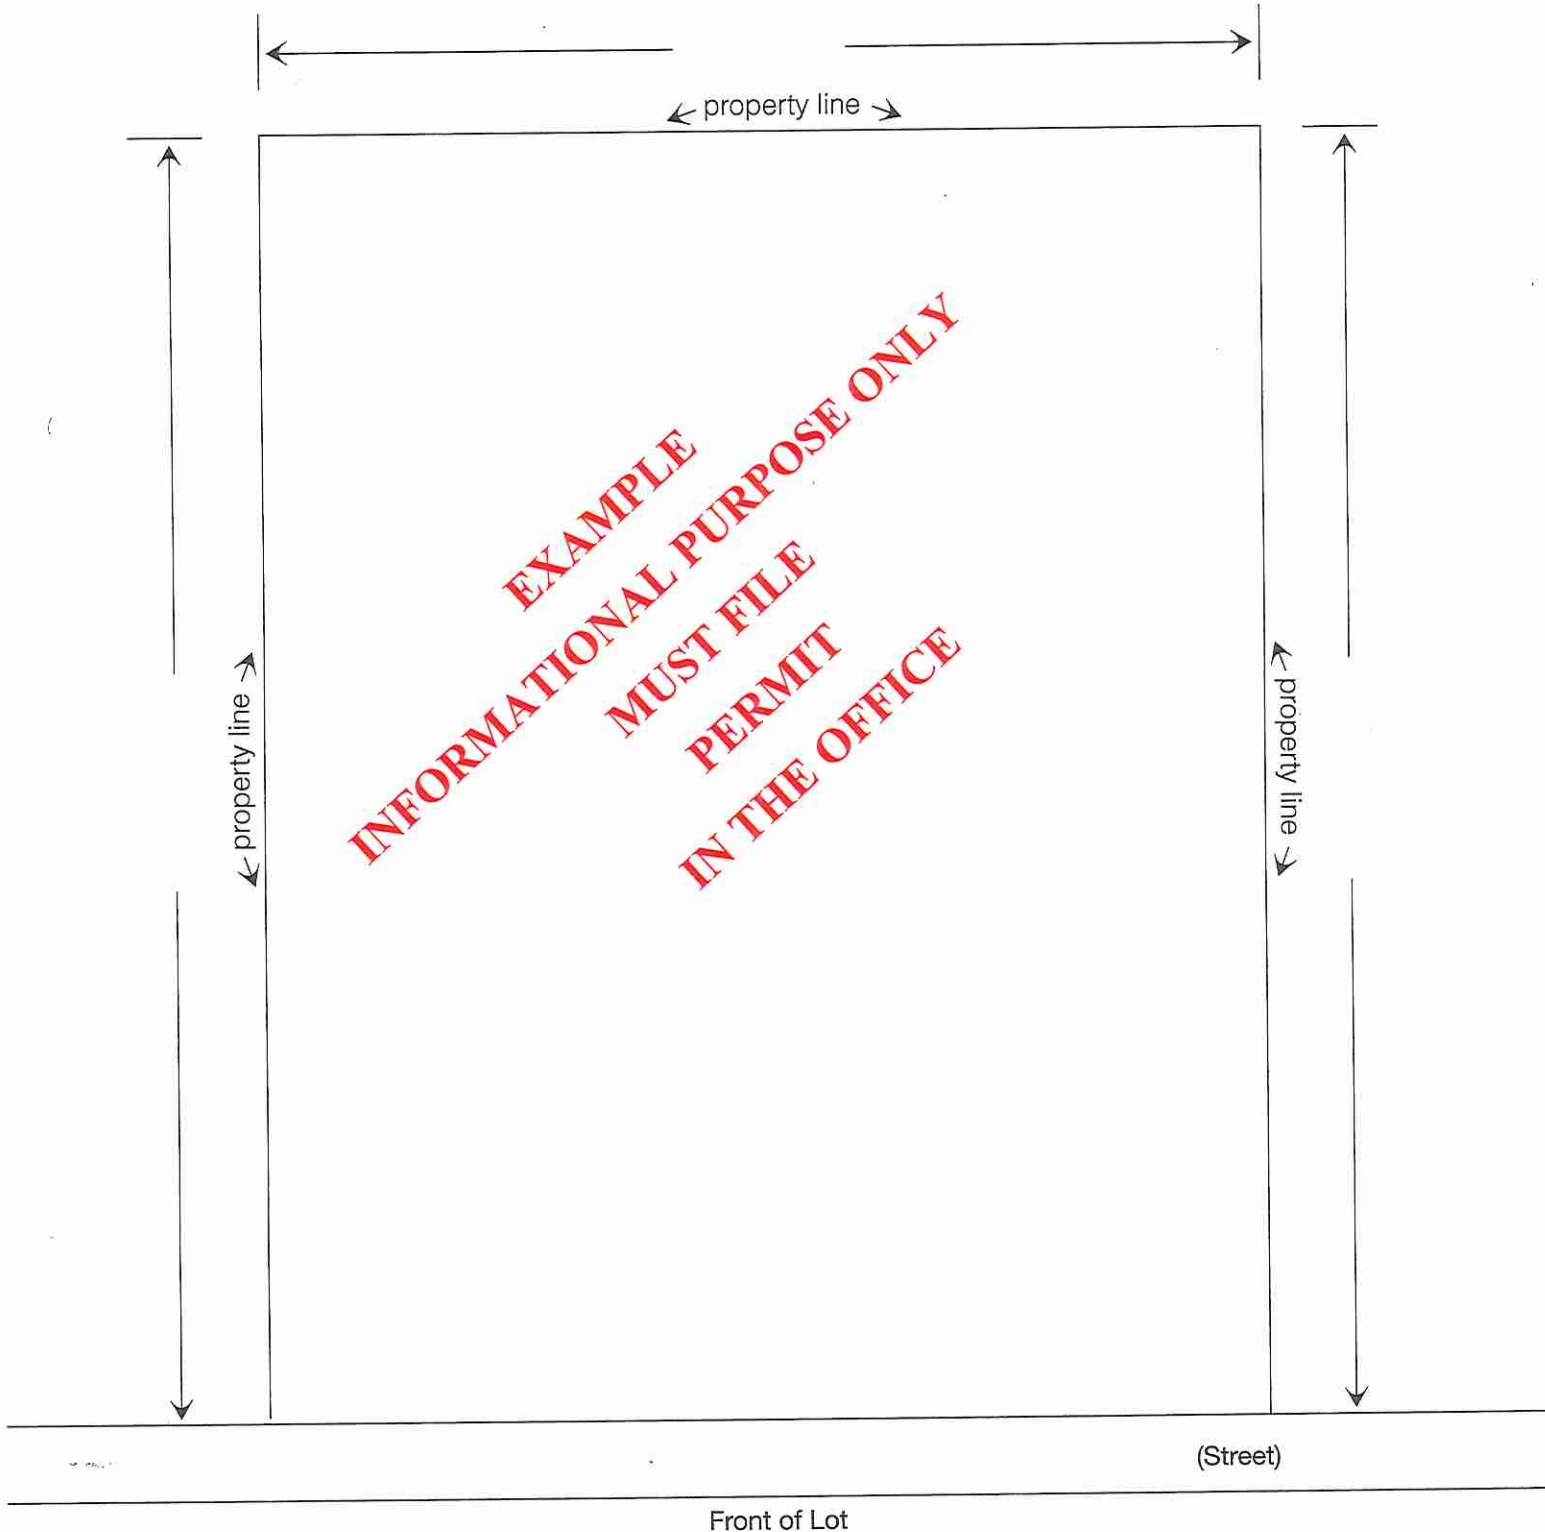 property line
EXAMPLE
INFORMATIONAL PURPOSE ONLY
MUST FILE
PERMIT
IN THE OFFICE
property line
property line
(Street)
Front of Lot